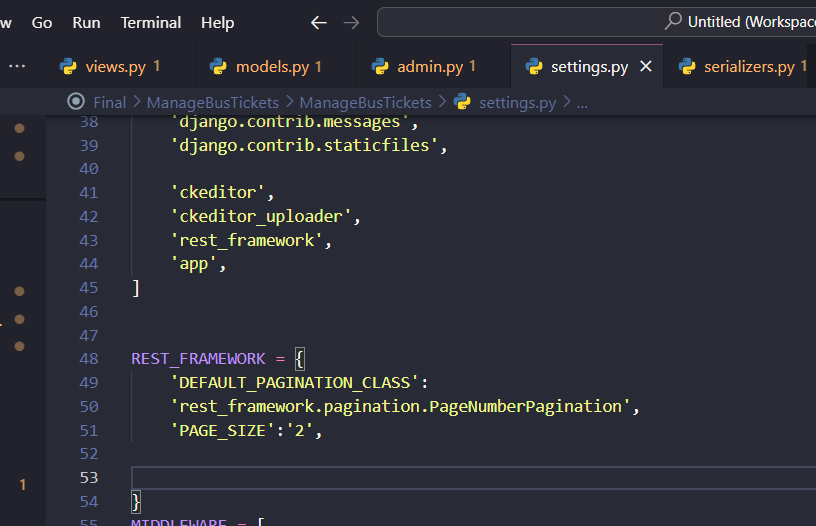 w Go Run Terminal Help ← → Untitled (Workspac
... views.py 1 models.py 1 admin.py 1 settings.py × serializers.py 1
Final > ManageBusTickets > ManageBusTickets > settings.py > ...
38 'django.contrib.messages',
39 'django.contrib.staticfiles',
40
41 'ckeditor',
42 'ckeditor_uploader',
43 'rest_framework',
44 'app',
45 ]
46
47
48 REST_FRAMEWORK = {
49 'DEFAULT_PAGINATION_CLASS':
50 'rest_framework.pagination.PageNumberPagination',
51 'PAGE_SIZE':'2',
52
1 53
54 }
55 MIDDLEWARE = [